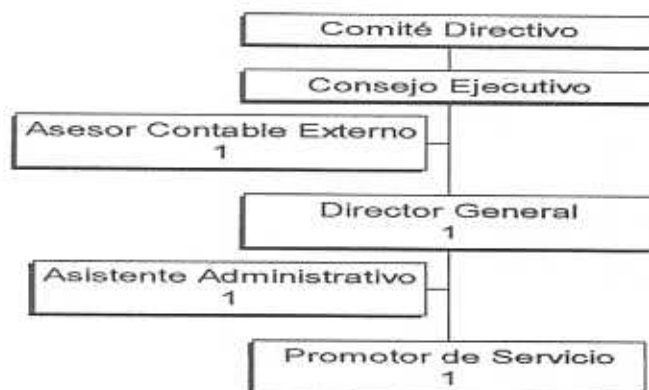 Comité Directivo
Consejo Ejecutivo
Asesor Contable Externo
1
Director General
1
Asistente Administrativo
1
Promotor de Servicio
1